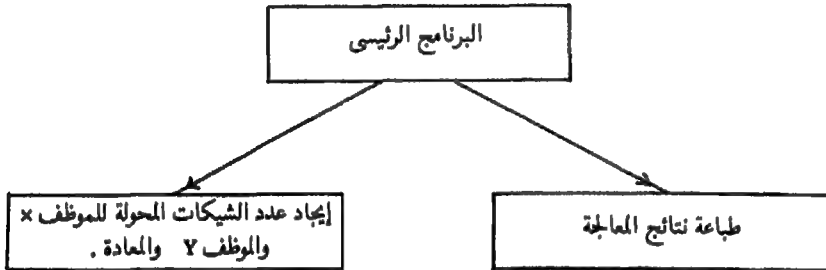 البرنامج الرئيسى
إيجاد عدد الشيكات المحولة للموظف ×
والموظف Y والمعادة .
طباعة نتائج المعالجة